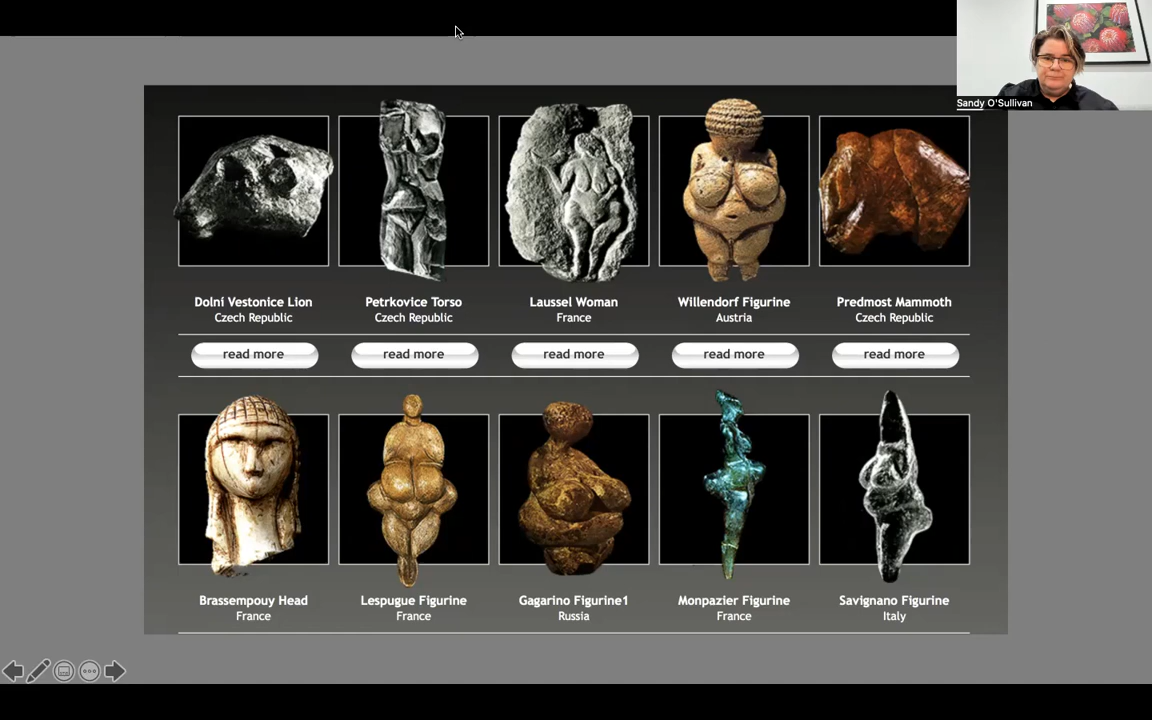 Sandy O'Sullivan
Dolni Vestonice Lion
Czech Republic
Petrkovice Torso
Czech Republic
Laussel Woman
France
Willendorf Figurine
Austria
Predmost Mammoth
Czech Republic
read more
read more
read more
read more
read more
Brassempouy Head
France
Lespugue Figurine
France
Gagarino Figurine1
Russia
Monpazier Figurine
France
Savignano Figurine
Italy